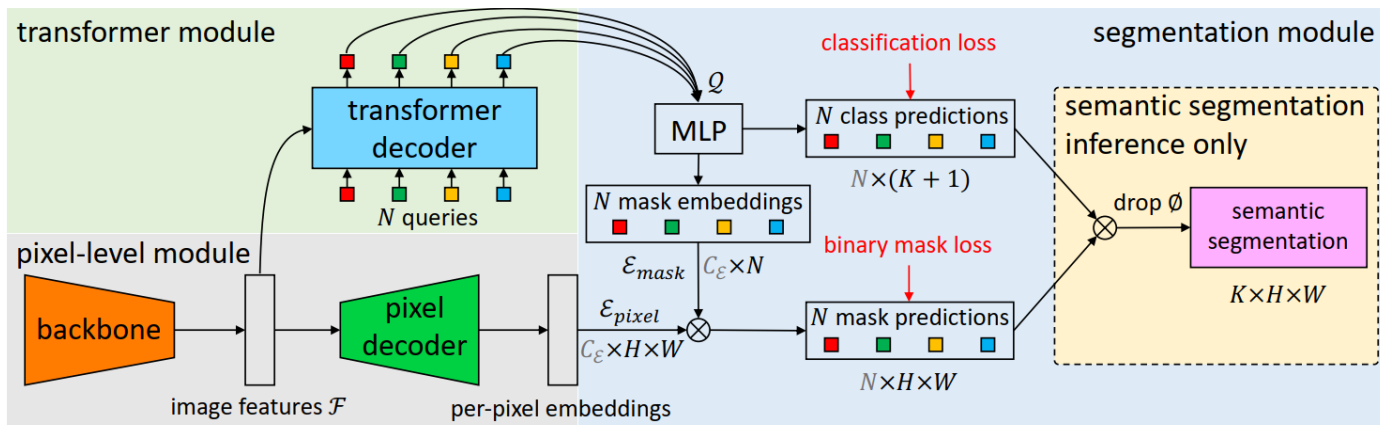 transformer module
transformer
decoder
N queries
pixel-level module
backbone
image features ℱ
pixel
decoder
per-pixel embeddings
segmentation module
𝒬
MLP
N mask embeddings
ℰmask
C_ℰ×N
ℰpixel
C_ℰ×H×W
classification loss
N class predictions
N×(K + 1)
binary mask loss
N mask predictions
N×H×W
semantic segmentation
inference only
drop ∅
semantic
segmentation
K×H×W